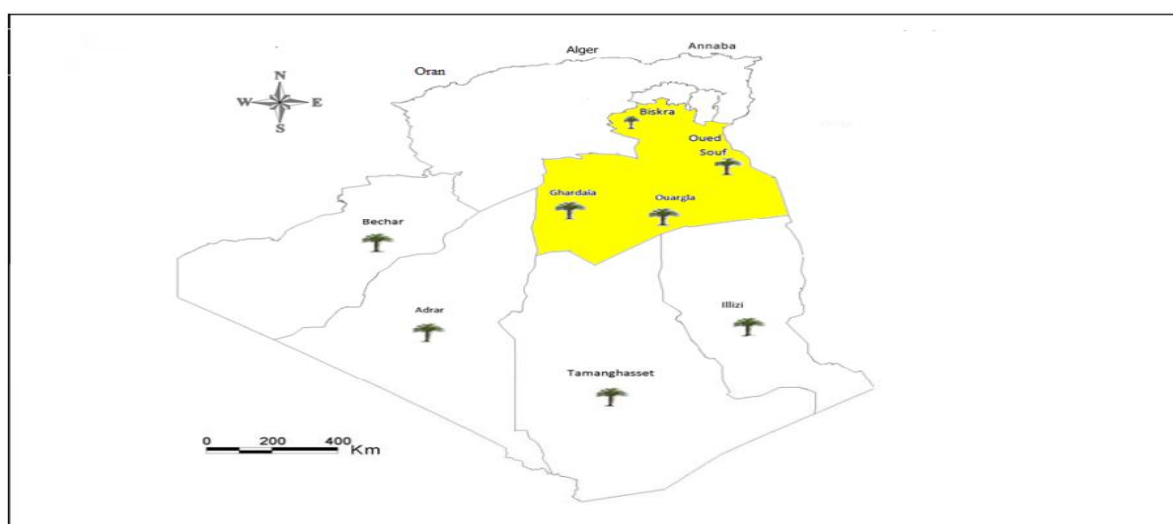 Alger
Annaba
Oran
N
W E
S
Biskra
Oued
Souf
Ghardaia
Ouargla
Bechar
Adrar
Illizi
Tamanghasset
0 200 400 Km